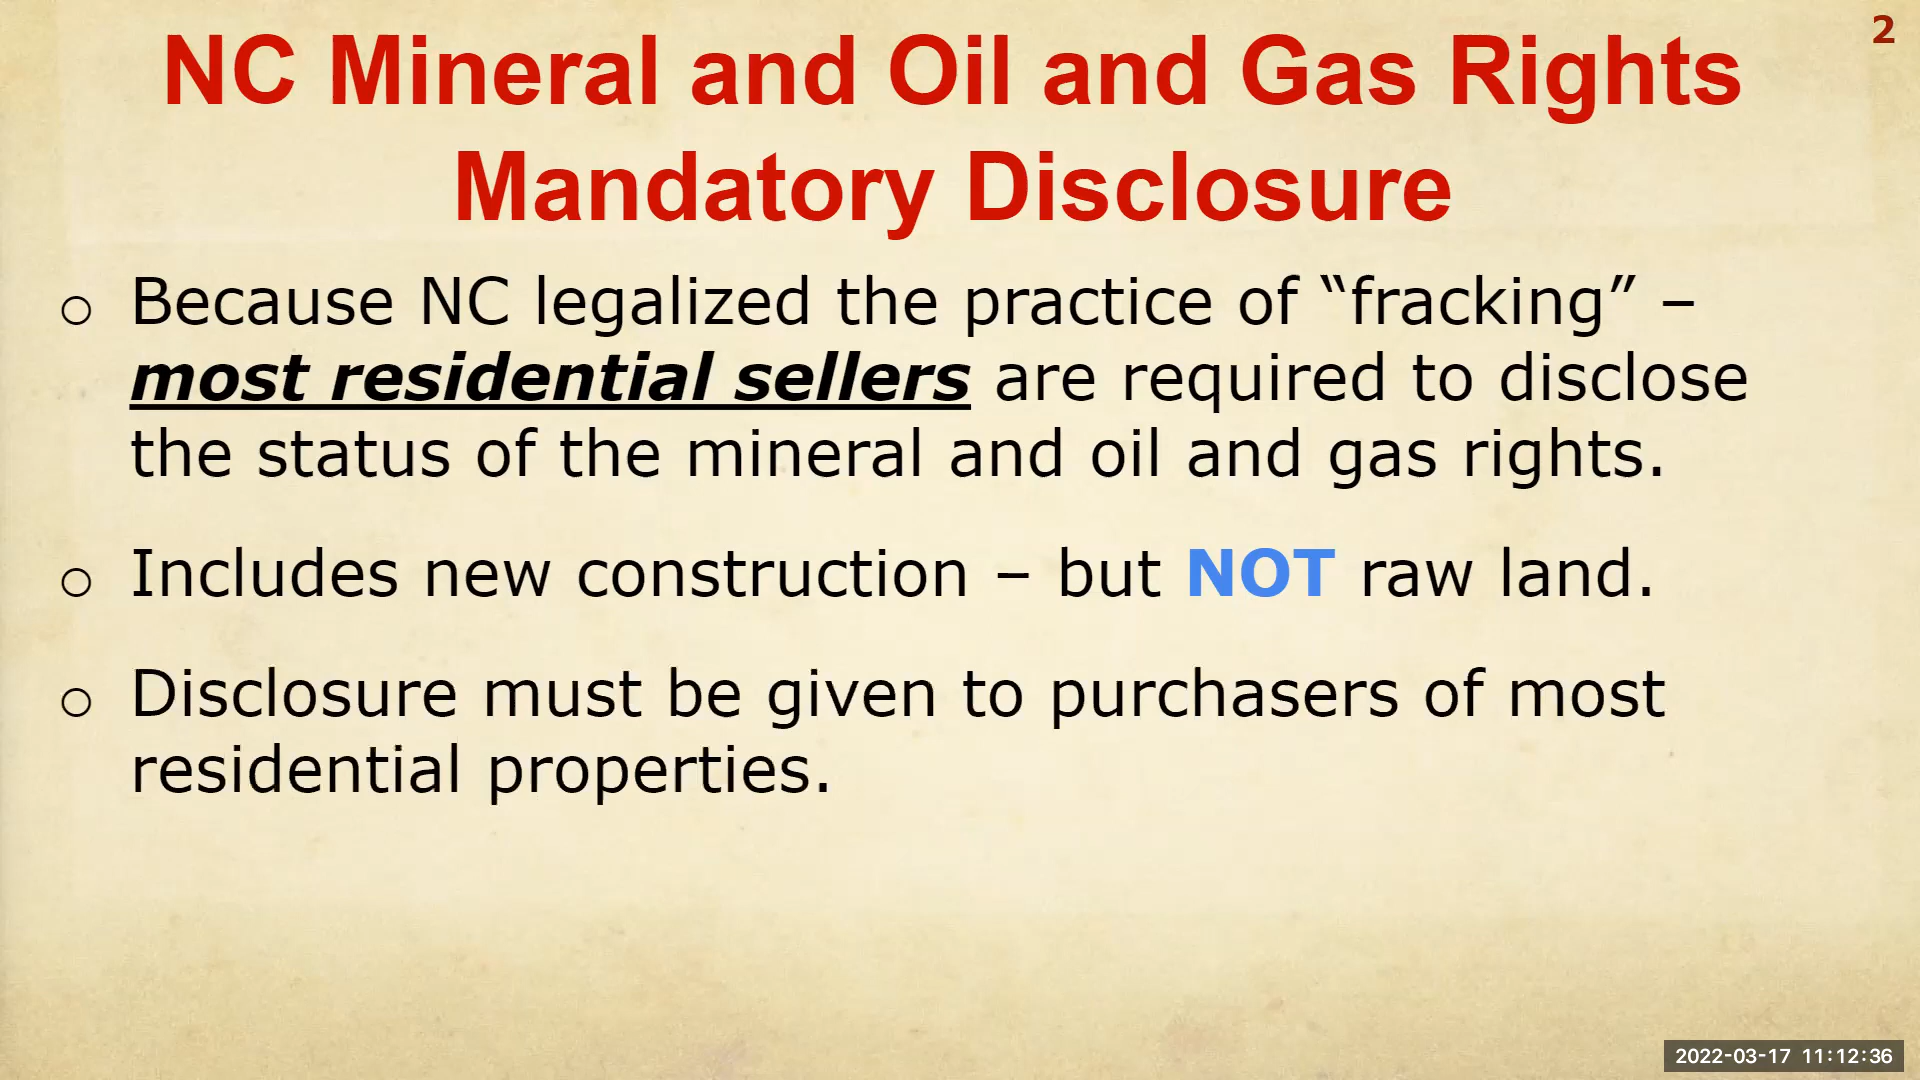 2
NC Mineral and Oil and Gas Rights
Mandatory Disclosure
○ Because NC legalized the practice of “fracking” –
most residential sellers are required to disclose
the status of the mineral and oil and gas rights.
○ Includes new construction – but NOT raw land.
○ Disclosure must be given to purchasers of most
residential properties.
2022-03-17 11:12:36